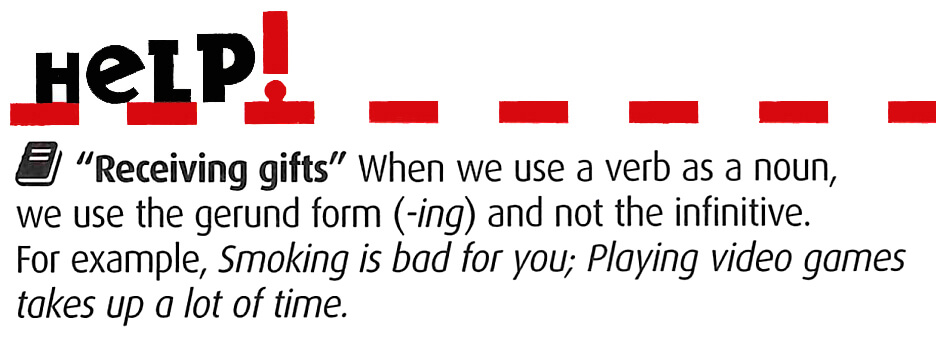 HELP!
“Receiving gifts” When we use a verb as a noun,
we use the gerund form (-ing) and not the infinitive.
For example, Smoking is bad for you; Playing video games
takes up a lot of time.